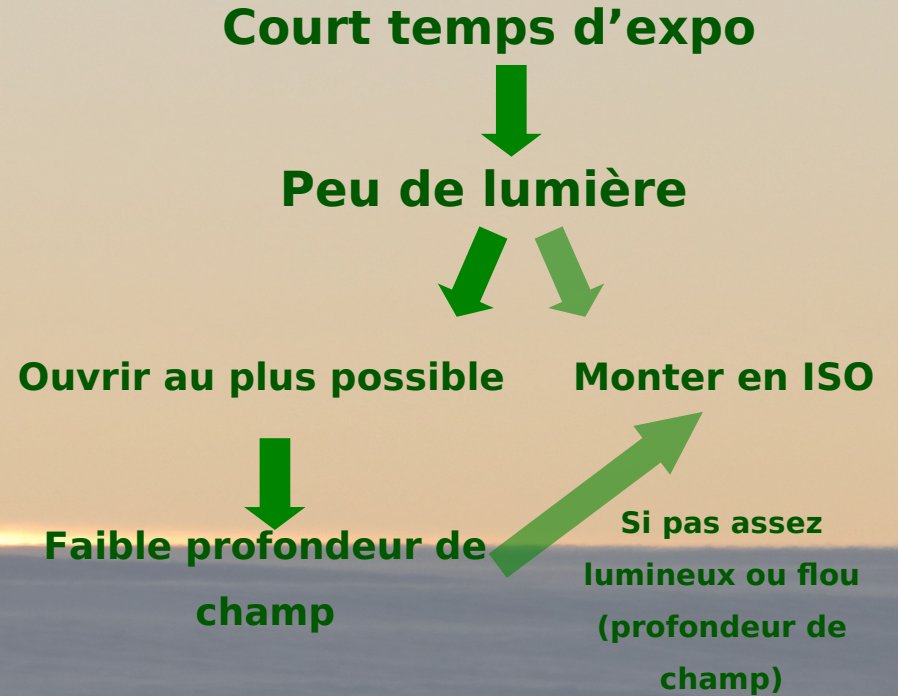 Court temps d’expo
Peu de lumière
Ouvrir au plus possible
Monter en ISO
Faible profondeur de
champ
Si pas assez
lumineux ou flou
(profondeur de
champ)